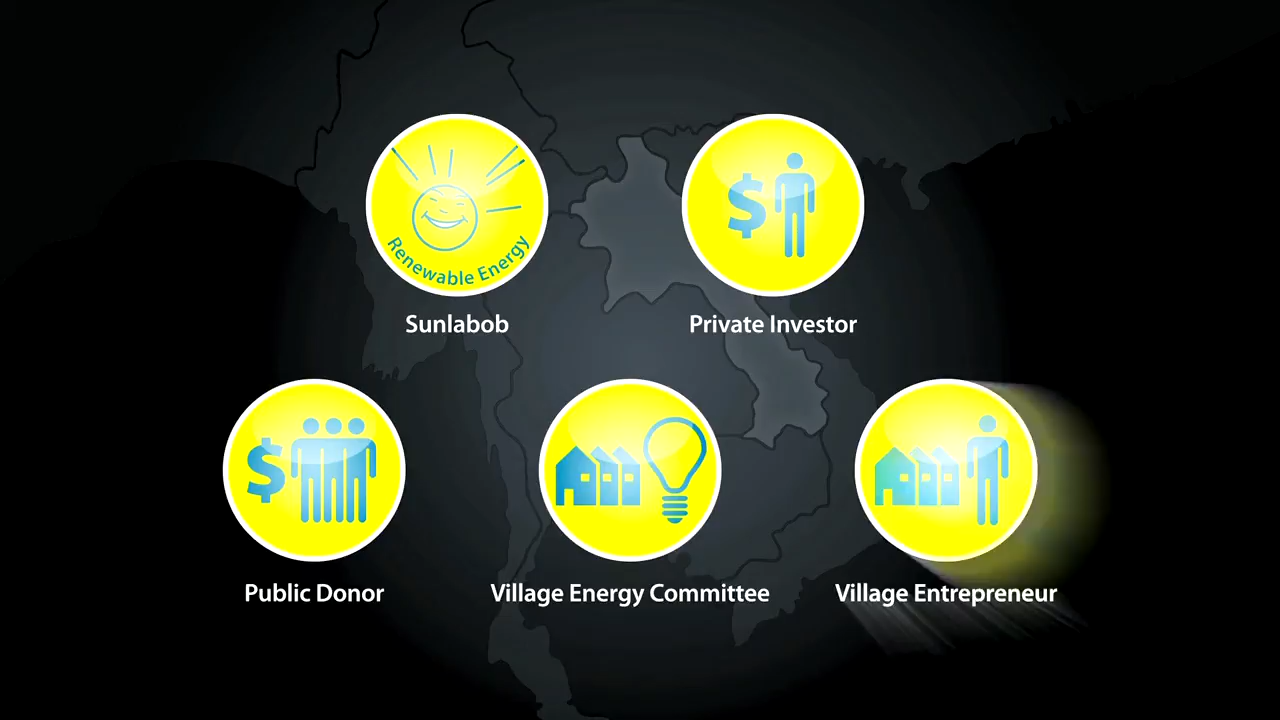 Renewable Energy
Sunlabob
$
Private Investor
$
Public Donor
Village Energy Committee
Village Entrepreneur